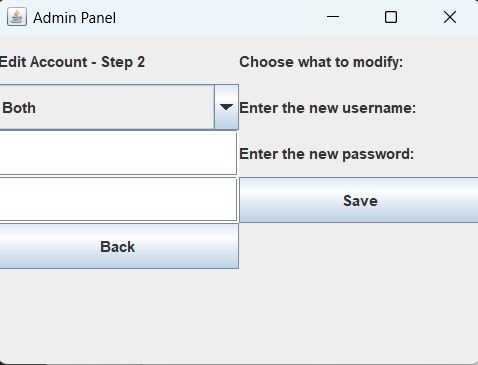 Admin Panel
Edit Account - Step 2
Choose what to modify:
Both
Enter the new username:
Enter the new password:
Save
Back